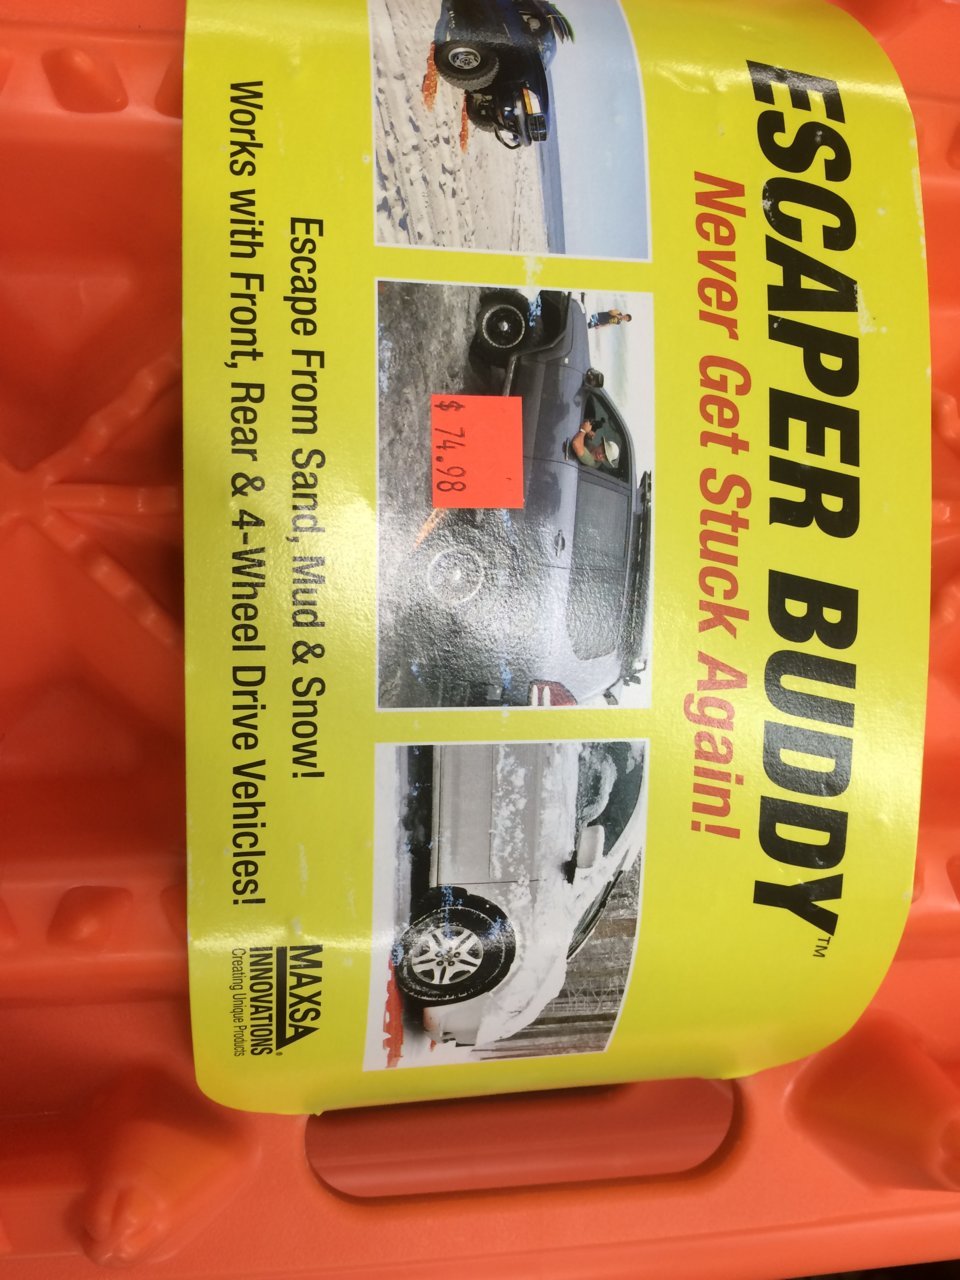 ESCAPER BUDDY™
Never Get Stuck Again!
$ 74.98
Escape From Sand, Mud & Snow!
Works with Front, Rear & 4-Wheel Drive Vehicles!
MAXSA®
INNOVATIONS
Creating Unique Products